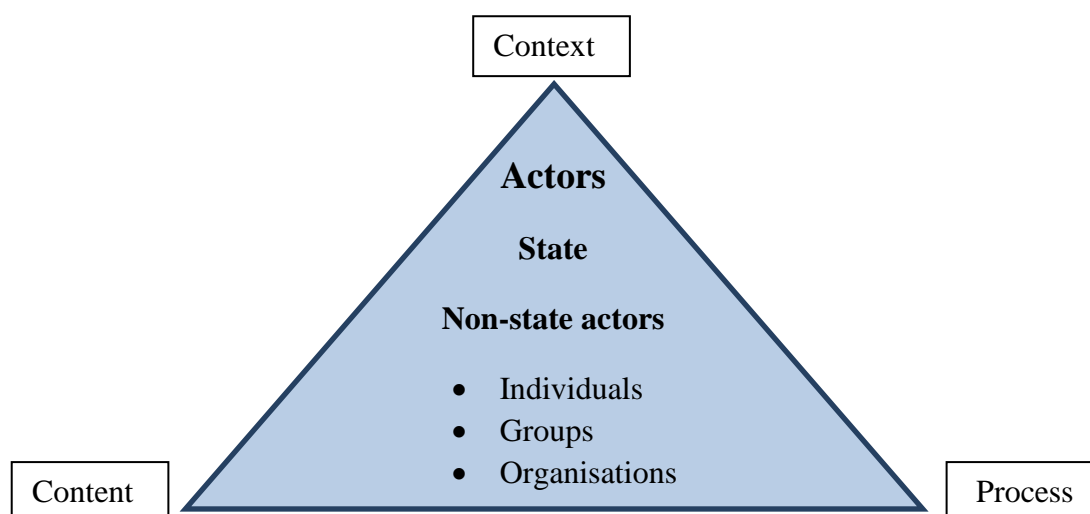 Context
Actors
State
Non-state actors
• Individuals
• Groups
• Organisations
Content
Process